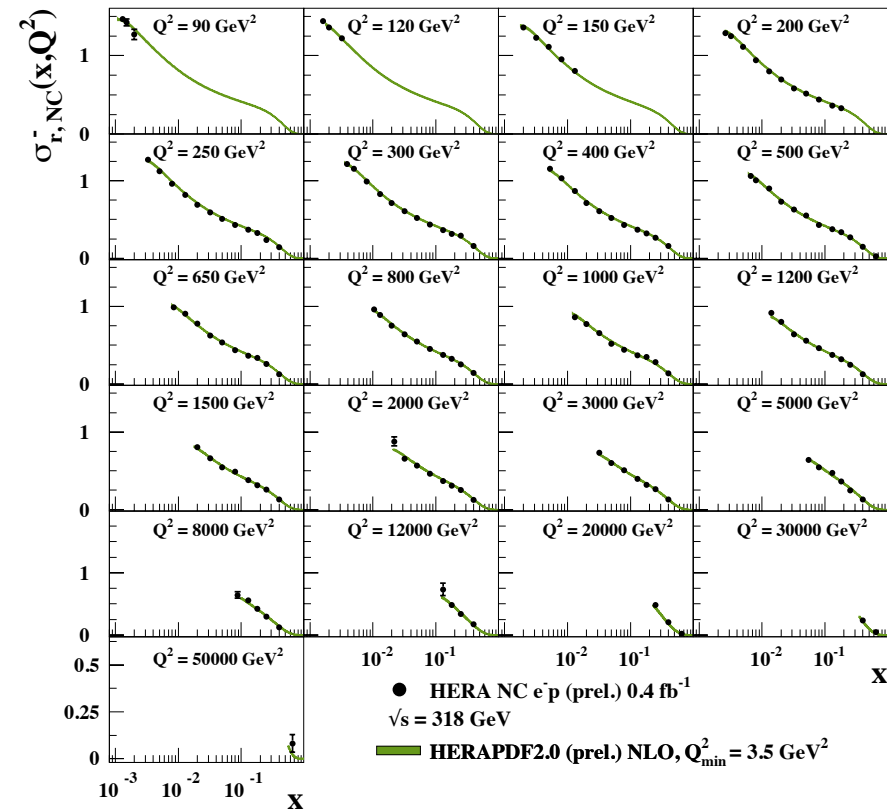 σ⁻r, NC(x,Q²)
Q² = 90 GeV²
Q² = 120 GeV²
Q² = 150 GeV²
Q² = 200 GeV²
1
0
Q² = 250 GeV²
Q² = 300 GeV²
Q² = 400 GeV²
Q² = 500 GeV²
1
0
Q² = 650 GeV²
Q² = 800 GeV²
Q² = 1000 GeV²
Q² = 1200 GeV²
1
0
Q² = 1500 GeV²
Q² = 2000 GeV²
Q² = 3000 GeV²
Q² = 5000 GeV²
1
0
Q² = 8000 GeV²
Q² = 12000 GeV²
Q² = 20000 GeV²
Q² = 30000 GeV²
1
0
10⁻² 10⁻¹
10⁻² 10⁻¹
10⁻² 10⁻¹
x
Q² = 50000 GeV²
0.5
0.25
0
10⁻³ 10⁻² 10⁻¹
x
HERA NC e⁻p (prel.) 0.4 fb⁻¹
√s = 318 GeV
HERAPDF2.0 (prel.) NLO, Q²min = 3.5 GeV²